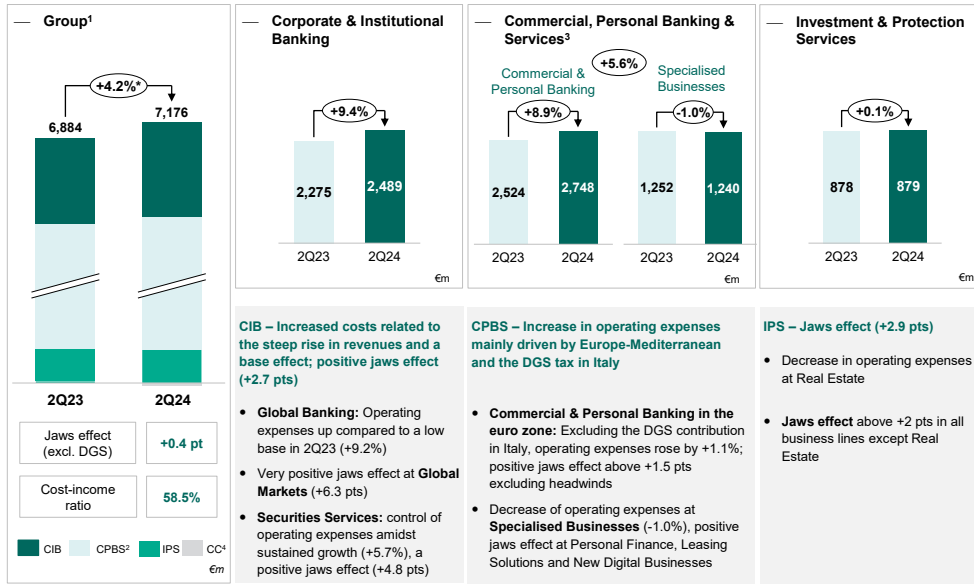 — Group¹
+4.2%*
6,884
7,176
2Q23
2Q24
Jaws effect
(excl. DGS)
+0.4 pt
Cost-income
ratio
58.5%
CIB
CPBS²
IPS
CC⁴
€m
— Corporate & Institutional
Banking
+9.4%
2,275
2,489
2Q23
2Q24
€m
— Commercial, Personal Banking &
Services³
+5.6%
Commercial &
Personal Banking
Specialised
Businesses
+8.9%
-1.0%
2,524
2,748
1,252
1,240
2Q23
2Q24
2Q23
2Q24
€m
— Investment & Protection
Services
+0.1%
878
879
2Q23
2Q24
€m
CIB – Increased costs related to
the steep rise in revenues and a
base effect; positive jaws effect
(+2.7 pts)
• Global Banking: Operating
expenses up compared to a low
base in 2Q23 (+9.2%)
• Very positive jaws effect at Global
Markets (+6.3 pts)
• Securities Services: control of
operating expenses amidst
sustained growth (+5.7%), a
positive jaws effect (+4.8 pts)
CPBS – Increase in operating expenses
mainly driven by Europe-Mediterranean
and the DGS tax in Italy
• Commercial & Personal Banking in the
euro zone: Excluding the DGS contribution
in Italy, operating expenses rose by +1.1%;
positive jaws effect above +1.5 pts
excluding headwinds
• Decrease of operating expenses at
Specialised Businesses (-1.0%), positive
jaws effect at Personal Finance, Leasing
Solutions and New Digital Businesses
IPS – Jaws effect (+2.9 pts)
• Decrease in operating expenses
at Real Estate
• Jaws effect above +2 pts in all
business lines except Real
Estate